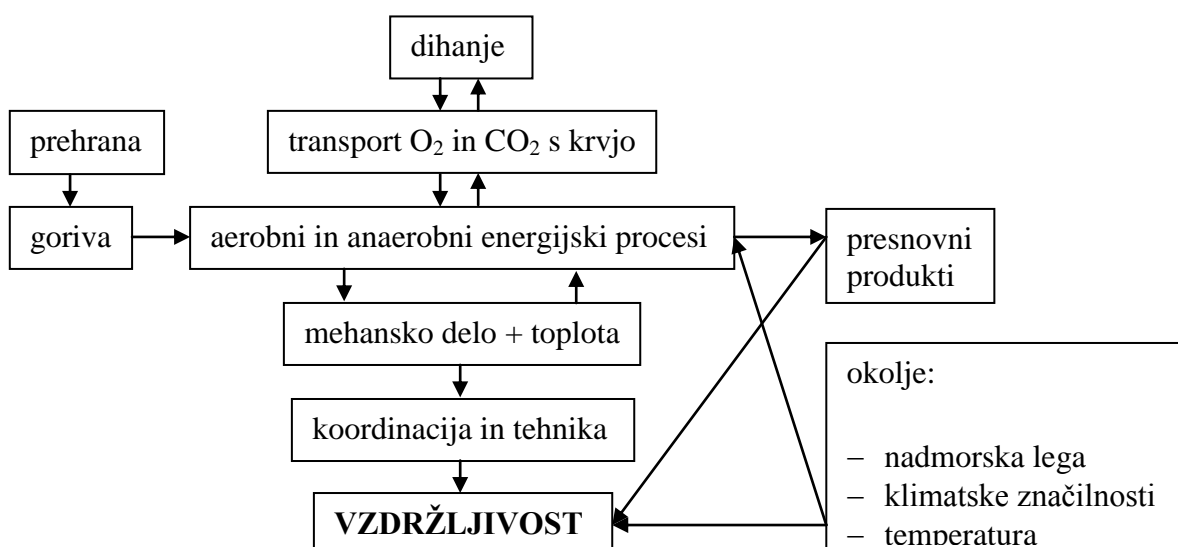 dihanje
prehrana
transport O₂ in CO₂ s krvjo
goriva
aerobni in anaerobni energijski procesi
presnovni
produkti
mehansko delo + toplota
okolje:
koordinacija in tehnika
– nadmorska lega
– klimatske značilnosti
VZDRŽLJIVOST
– temperatura